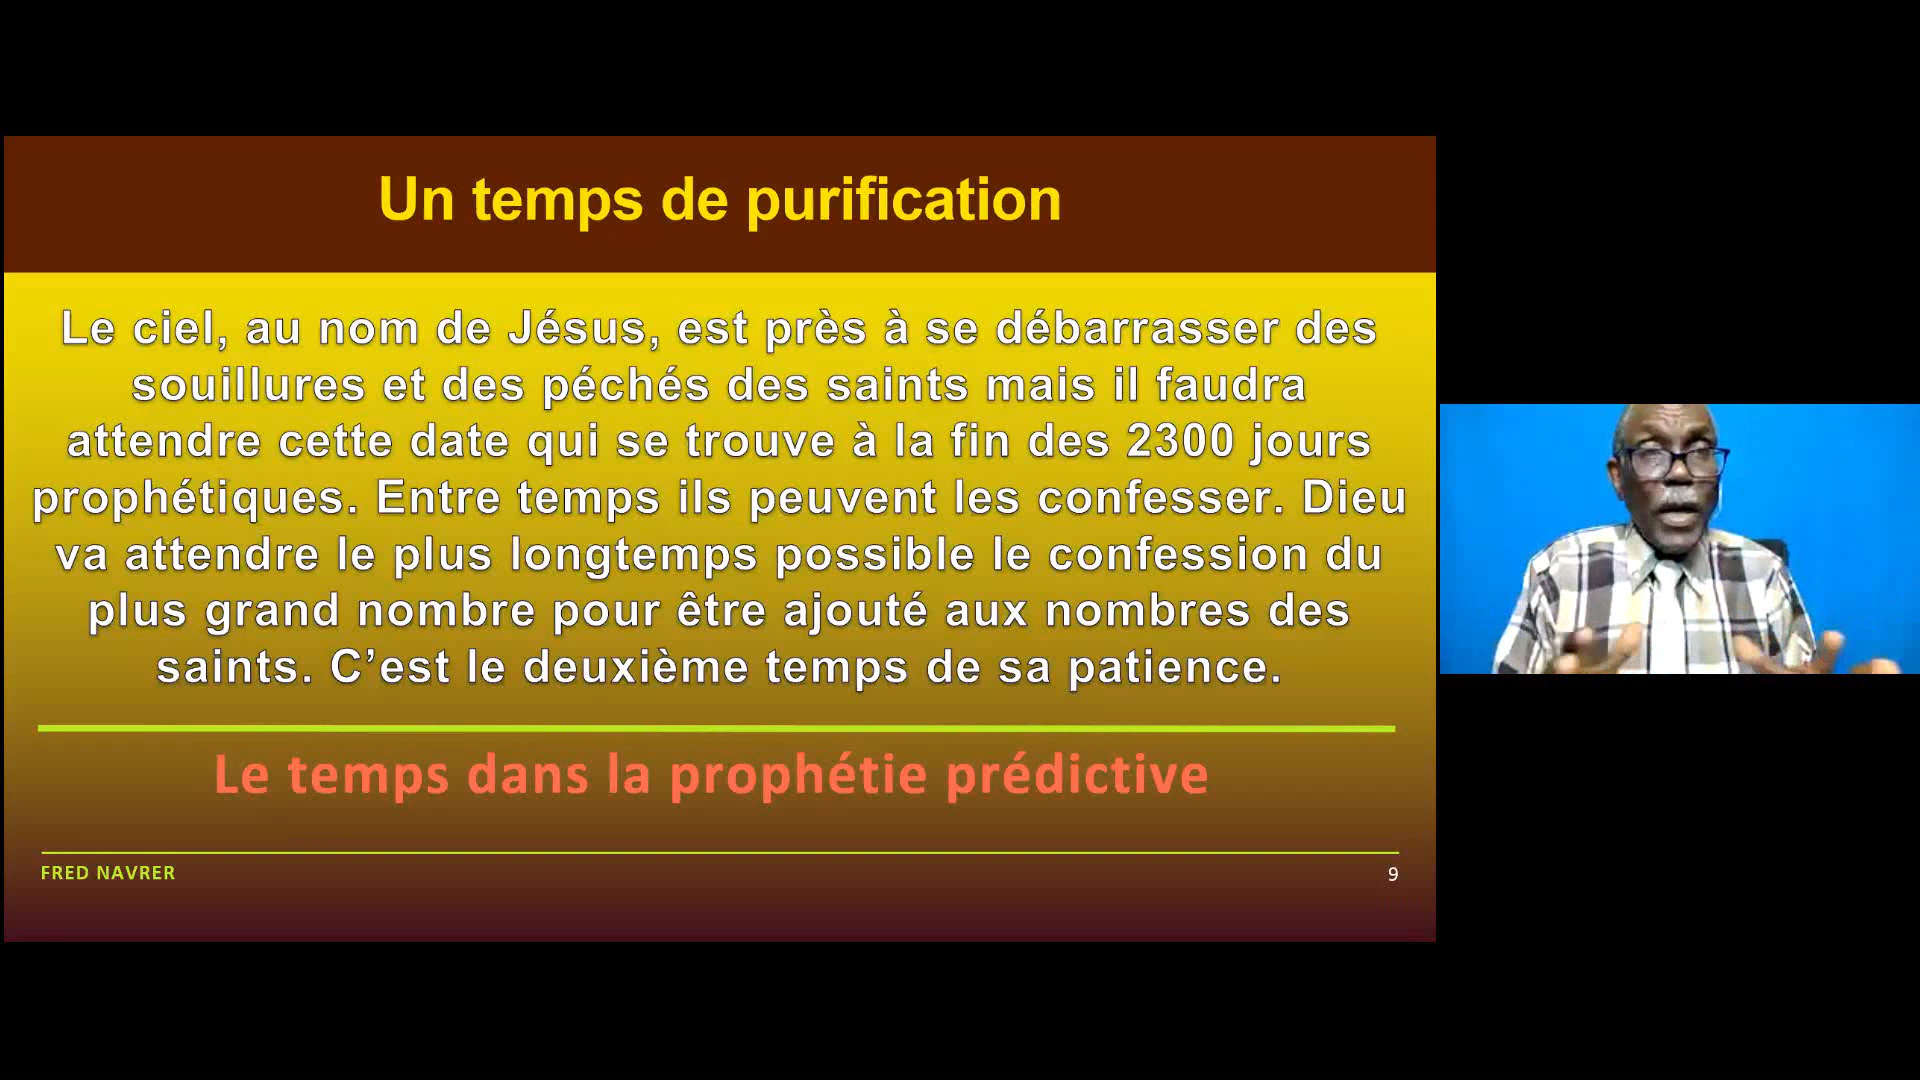 Un temps de purification
Le ciel, au nom de Jésus, est près à se débarrasser des
souillures et des péchés des saints mais il faudra
attendre cette date qui se trouve à la fin des 2300 jours
prophétiques. Entre temps ils peuvent les confesser. Dieu
va attendre le plus longtemps possible le confession du
plus grand nombre pour être ajouté aux nombres des
saints. C’est le deuxième temps de sa patience.
Le temps dans la prophétie prédictive
FRED NAVRER
9